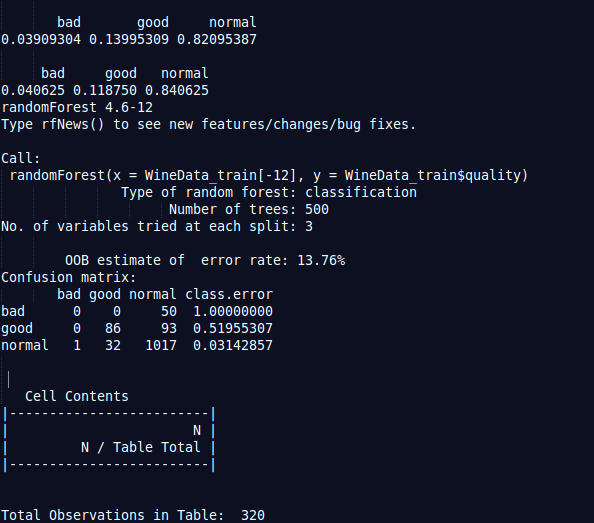 bad good normal
0.03909304 0.13995309 0.82095387
bad good normal
0.040625 0.118750 0.840625
randomForest 4.6-12
Type rfNews() to see new features/changes/bug fixes.
Call:
randomForest(x = WineData_train[-12], y = WineData_train$quality)
Type of random forest: classification
Number of trees: 500
No. of variables tried at each split: 3
OOB estimate of  error rate: 13.76%
Confusion matrix:
bad good normal class.error
bad 0 0 50 1.00000000
good 0 86 93 0.51955307
normal 1 32 1017 0.03142857
Cell Contents
|-------------------------|
| N |
| N / Table Total |
|-------------------------|
Total Observations in Table:  320